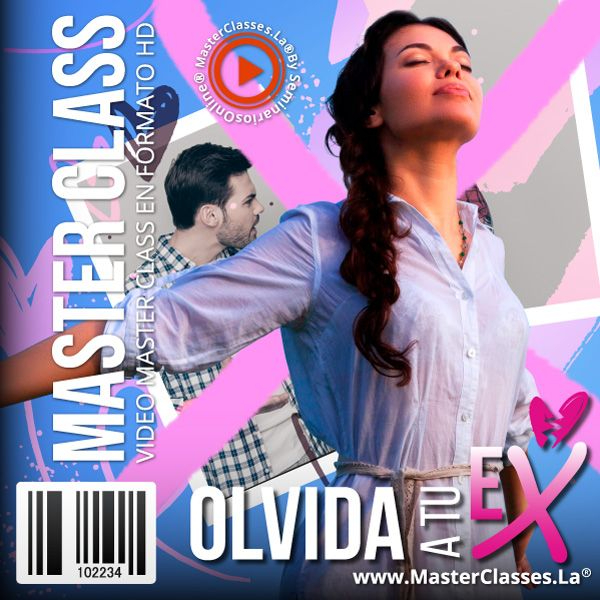 MASTER CLASS
VIDEO MASTER CLASS EN FORMATO HD
MasterClasses.La® By SeminariosOnline®
OLVIDA
A TU
EX
102234
www.MasterClasses.La®